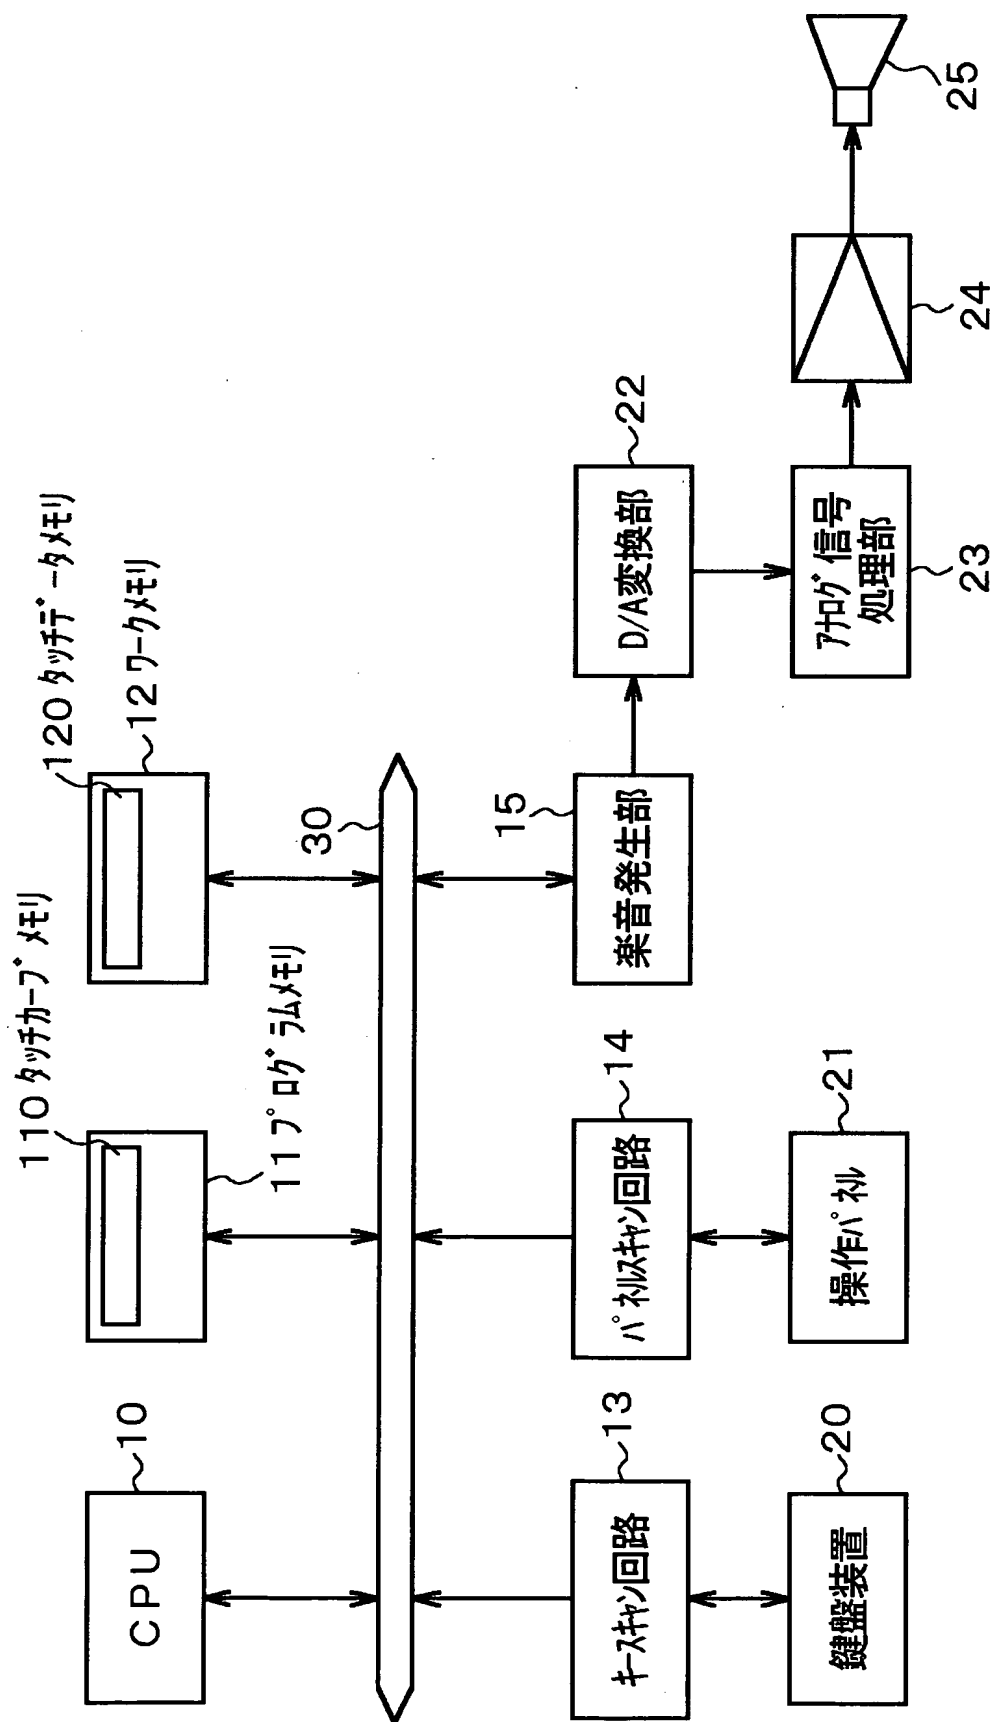 CPU
10
110 タッチカーブメモリ
11 プログラムメモリ
120 タッチデータメモリ
12 ワークメモリ
30
キースキャン回路
13
パネルスキャン回路
14
楽音発生部
15
D/A変換部
22
鍵盤装置
20
操作パネル
21
アナログ信号
処理部
23
24
25